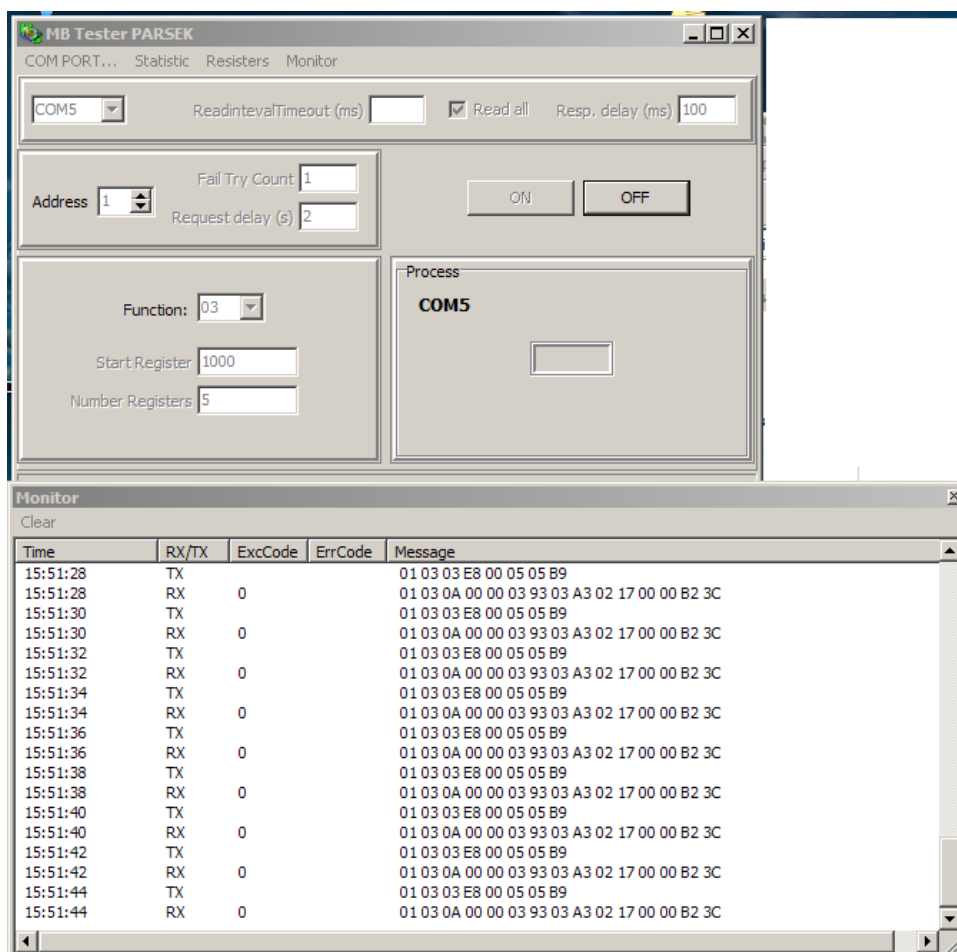 MB Tester PARSEK
COM PORT... Statistic Resisters Monitor
COM5 ReadintevalTimeout (ms) Read all Resp. delay (ms) 100
Fail Try Count 1
Address 1
Request delay (s) 2
ON OFF
Process
COM5
Function: 03
Start Register 1000
Number Registers 5
Monitor
Clear
Time RX/TX ExcCode ErrCode Message
15:51:28 TX 01 03 03 E8 00 05 05 B9
15:51:28 RX 0 01 03 0A 00 00 03 93 03 A3 02 17 00 00 B2 3C
15:51:30 TX 01 03 03 E8 00 05 05 B9
15:51:30 RX 0 01 03 0A 00 00 03 93 03 A3 02 17 00 00 B2 3C
15:51:32 TX 01 03 03 E8 00 05 05 B9
15:51:32 RX 0 01 03 0A 00 00 03 93 03 A3 02 17 00 00 B2 3C
15:51:34 TX 01 03 03 E8 00 05 05 B9
15:51:34 RX 0 01 03 0A 00 00 03 93 03 A3 02 17 00 00 B2 3C
15:51:36 TX 01 03 03 E8 00 05 05 B9
15:51:36 RX 0 01 03 0A 00 00 03 93 03 A3 02 17 00 00 B2 3C
15:51:38 TX 01 03 03 E8 00 05 05 B9
15:51:38 RX 0 01 03 0A 00 00 03 93 03 A3 02 17 00 00 B2 3C
15:51:40 TX 01 03 03 E8 00 05 05 B9
15:51:40 RX 0 01 03 0A 00 00 03 93 03 A3 02 17 00 00 B2 3C
15:51:42 TX 01 03 03 E8 00 05 05 B9
15:51:42 RX 0 01 03 0A 00 00 03 93 03 A3 02 17 00 00 B2 3C
15:51:44 TX 01 03 03 E8 00 05 05 B9
15:51:44 RX 0 01 03 0A 00 00 03 93 03 A3 02 17 00 00 B2 3C